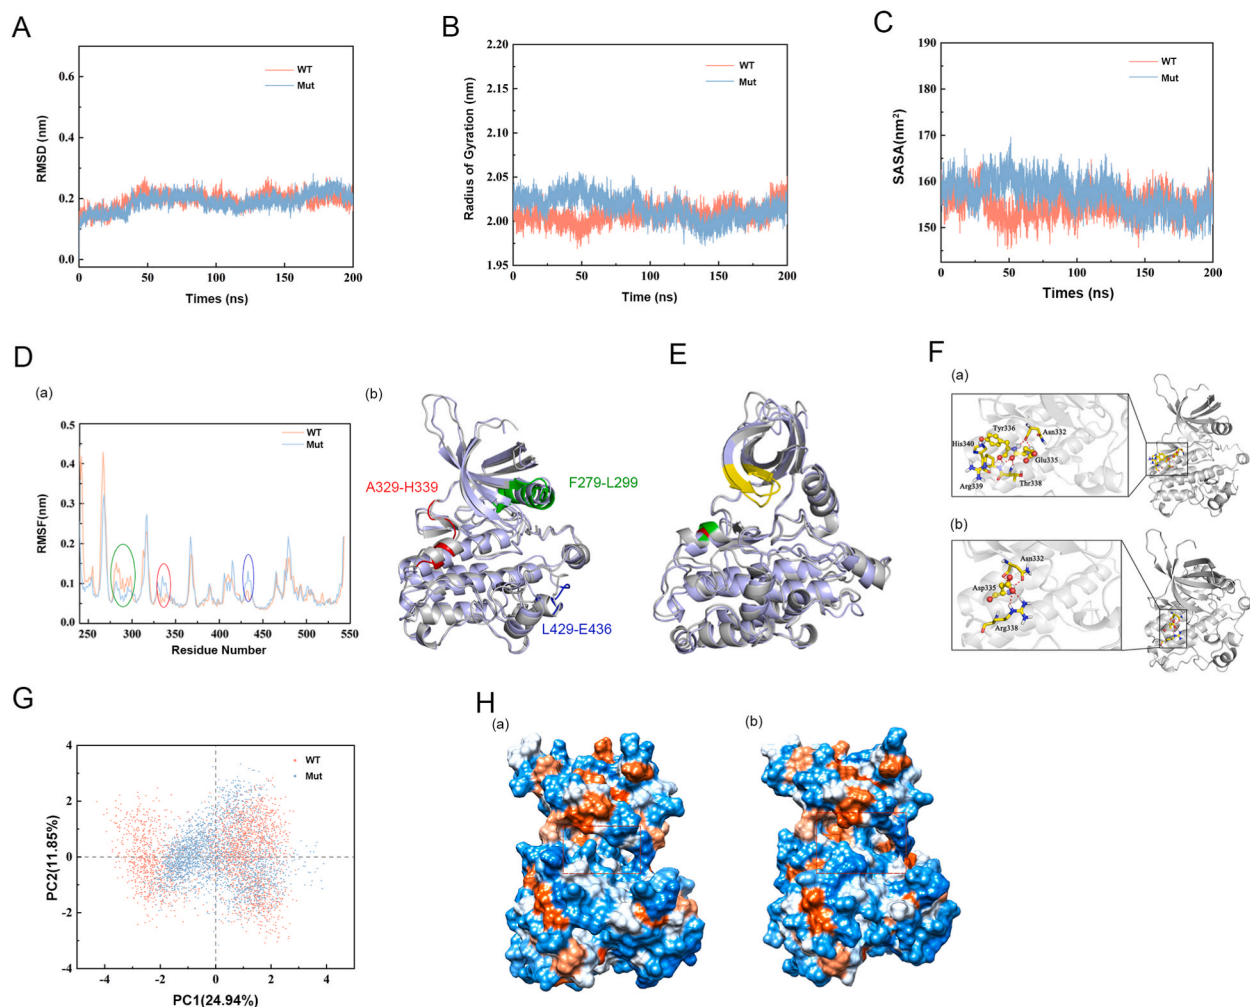 A
0.6
0.4
0.2
0.0
RMSD (nm)
0
50
100
150
200
Times (ns)
WT
Mut
B
2.20
2.15
2.10
2.05
2.00
1.95
Radius of Gyration (nm)
0
50
100
150
200
Time (ns)
WT
Mut
C
190
180
170
160
150
SASA(nm²)
0
50
100
150
200
Times (ns)
WT
Mut
D
(a)
0.5
0.4
0.3
0.2
0.1
0.0
RMSF(nm)
250
300
350
400
450
500
550
Residue Number
WT
Mut
(b)
A329-H339
F279-L299
L429-E436
E
F
(a)
Tyr336
Asn332
His340
Glu335
Arg339
Thr338
(b)
Asn332
Asp335
Arg338
G
4
2
0
-2
-4
PC2(11.85%)
-4
-2
0
2
4
PC1(24.94%)
WT
Mut
H
(a)
(b)